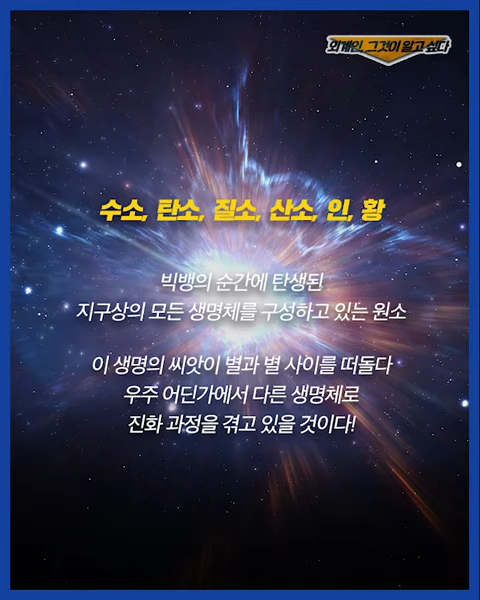 외계인, 그것이 알고 싶다
수소, 탄소, 질소, 산소, 인, 황
빅뱅의 순간에 탄생된
지구상의 모든 생명체를 구성하고 있는 원소
이 생명의 씨앗이 별과 별 사이를 떠돌다
우주 어딘가에서 다른 생명체로
진화 과정을 겪고 있을 것이다!